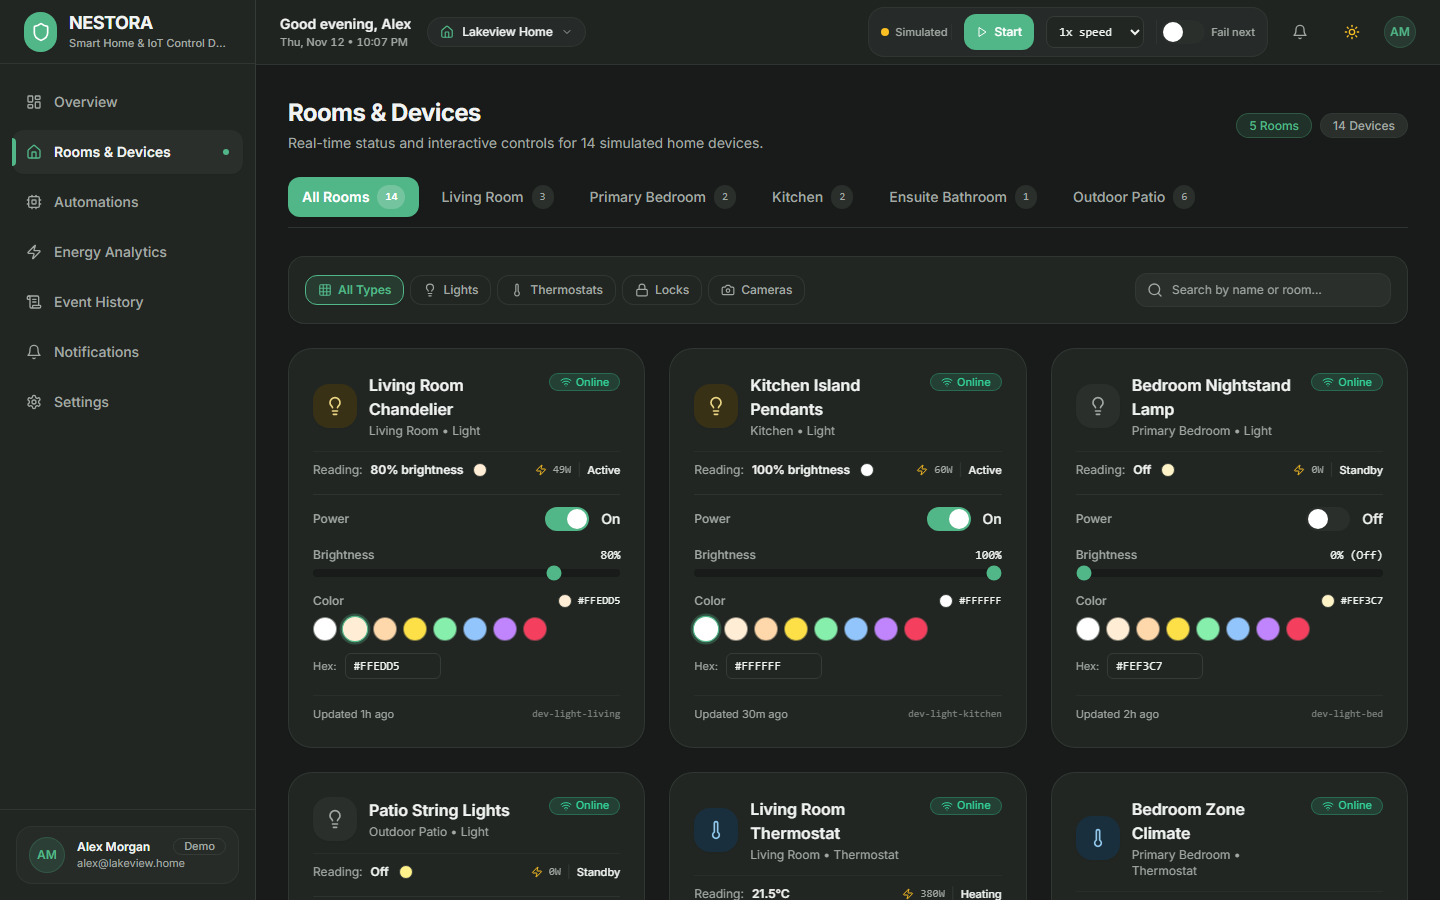 NESTORA
Smart Home & IoT Control D...
Overview
Rooms & Devices
Automations
Energy Analytics
Event History
Notifications
Settings
AM
Alex Morgan
Demo
alex@lakeview.home
Good evening, Alex
Thu, Nov 12 • 10:07 PM
Lakeview Home
Simulated
Start
1x speed
Fail next
AM
Rooms & Devices
Real-time status and interactive controls for 14 simulated home devices.
5 Rooms
14 Devices
All Rooms 14
Living Room 3
Primary Bedroom 2
Kitchen 2
Ensuite Bathroom 1
Outdoor Patio 6
All Types
Lights
Thermostats
Locks
Cameras
Search by name or room...
Living Room
Chandelier
Living Room • Light
Online
Reading: 80% brightness
49W
Active
Power
On
Brightness
80%
Color
#FFEDD5
Hex: #FFEDD5
Updated 1h ago
dev-light-living
Kitchen Island
Pendants
Kitchen • Light
Online
Reading: 100% brightness
60W
Active
Power
On
Brightness
100%
Color
#FFFFFF
Hex: #FFFFFF
Updated 30m ago
dev-light-kitchen
Bedroom Nightstand
Lamp
Primary Bedroom • Light
Online
Reading: Off
0W
Standby
Power
Off
Brightness
0% (Off)
Color
#FEF3C7
Hex: #FEF3C7
Updated 2h ago
dev-light-bed
Patio String Lights
Outdoor Patio • Light
Online
Reading: Off
0W
Standby
Living Room
Thermostat
Living Room • Thermostat
Online
Reading: 21.5°C
380W
Heating
Bedroom Zone
Climate
Primary Bedroom •
Thermostat
Online